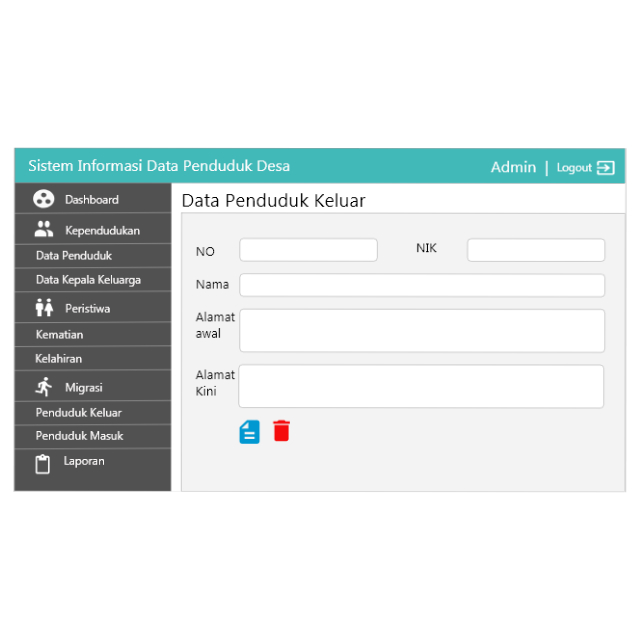 Sistem Informasi Data Penduduk Desa
Admin | Logout
Dashboard
Kependudukan
Data Penduduk
Data Kepala Keluarga
Peristiwa
Kematian
Kelahiran
Migrasi
Penduduk Keluar
Penduduk Masuk
Laporan
Data Penduduk Keluar
NO
NIK
Nama
Alamat
awal
Alamat
Kini